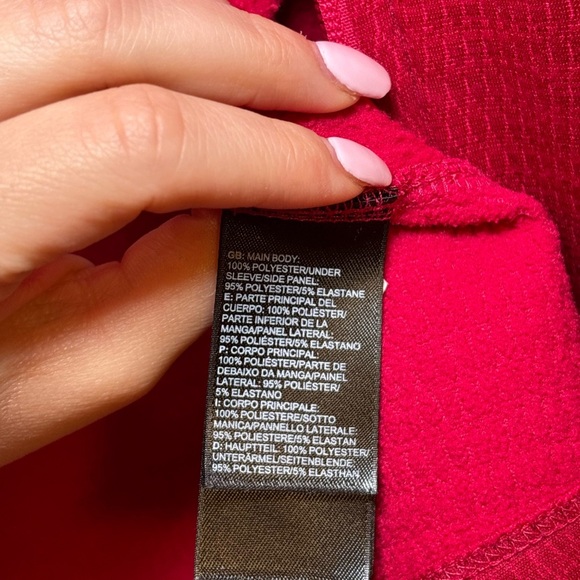 GB: MAIN BODY:
100% POLYESTER/UNDER
SLEEVE/SIDE PANEL:
95% POLYESTER/5% ELASTANE
E: PARTE PRINCIPAL DEL
CUERPO: 100% POLIÉSTER/
PARTE INFERIOR DE LA
MANGA/PANEL LATERAL:
95% POLIÉSTER/5% ELASTANO
P: CORPO PRINCIPAL:
100% POLIÉSTER/PARTE DE
DEBAIXO DA MANGA/PAINEL
LATERAL: 95% POLIÉSTER/
5% ELASTANO
I: CORPO PRINCIPALE:
100% POLIESTERE/SOTTO
MANICA/PANNELLO LATERALE:
95% POLIESTERE/5% ELASTAN
D: HAUPTTEIL: 100% POLYESTER/
UNTERÄRMEL/SEITENBLENDE
95% POLYESTER/5% ELASTHAN